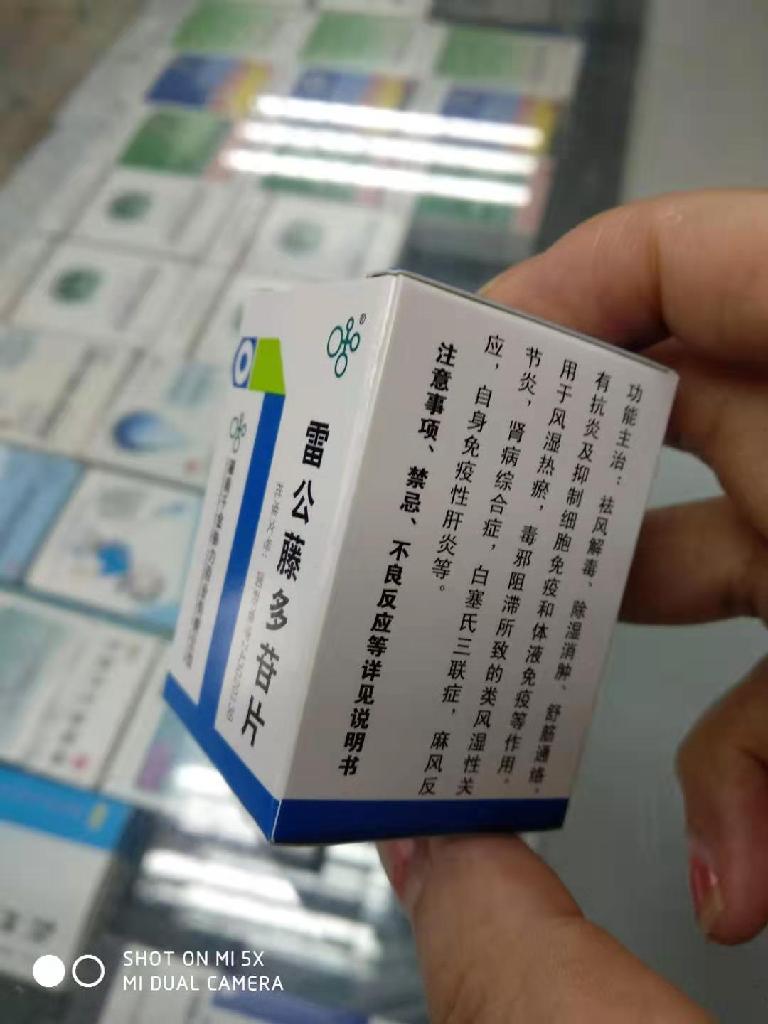 雷公藤多苷片
功能主治：祛风解毒、除湿消肿、舒筋通络。
有抗炎及抑制细胞免疫和体液免疫等作用。
用于风湿热瘀，毒邪阻滞所致的类风湿性关
节炎，肾病综合症，白塞氏三联症，麻风反
应，自身免疫性肝炎等。
注意事项、禁忌、不良反应等详见说明书
SHOT ON MI 5X
MI DUAL CAMERA